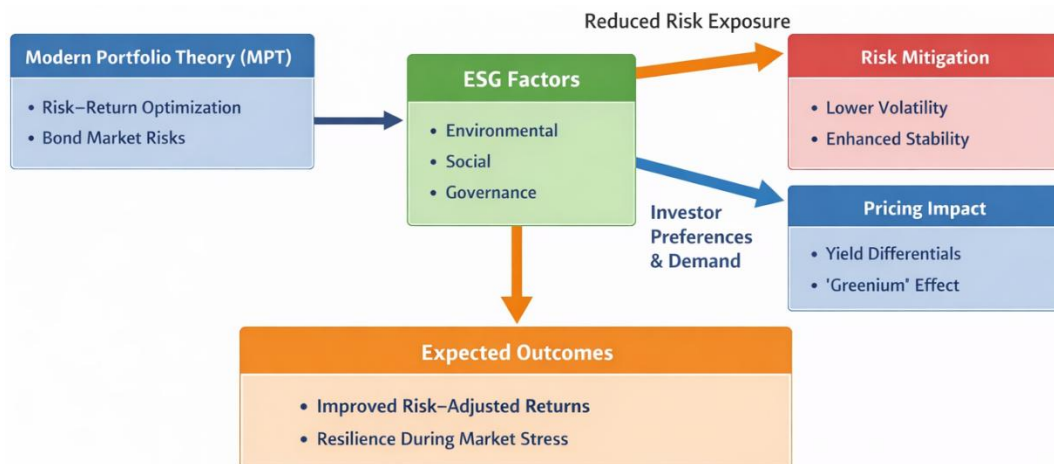 Reduced Risk Exposure
Modern Portfolio Theory (MPT)
• Risk–Return Optimization
• Bond Market Risks
ESG Factors
• Environmental
• Social
• Governance
Risk Mitigation
• Lower Volatility
• Enhanced Stability
Investor
Preferences
& Demand
Pricing Impact
• Yield Differentials
• 'Greenium' Effect
Expected Outcomes
• Improved Risk–Adjusted Returns
• Resilience During Market Stress